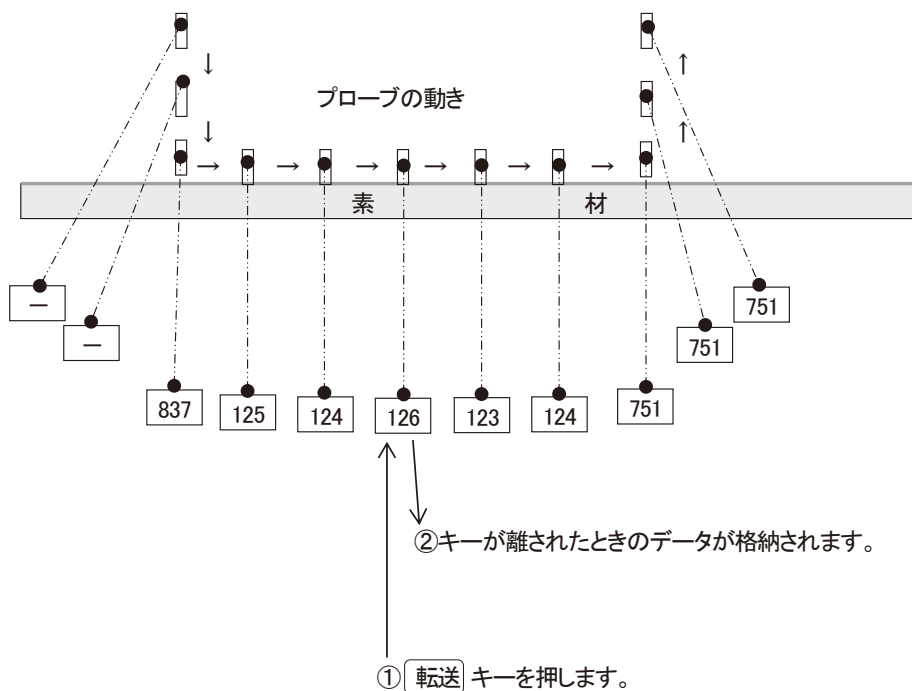 ↓ ↑
プローブの動き
↓ ↑
→ → → → → →
素 材
ー
751
ー
751
837 125 124 126 123 124 751
②キーが離されたときのデータが格納されます。
① 転送 キーを押します。